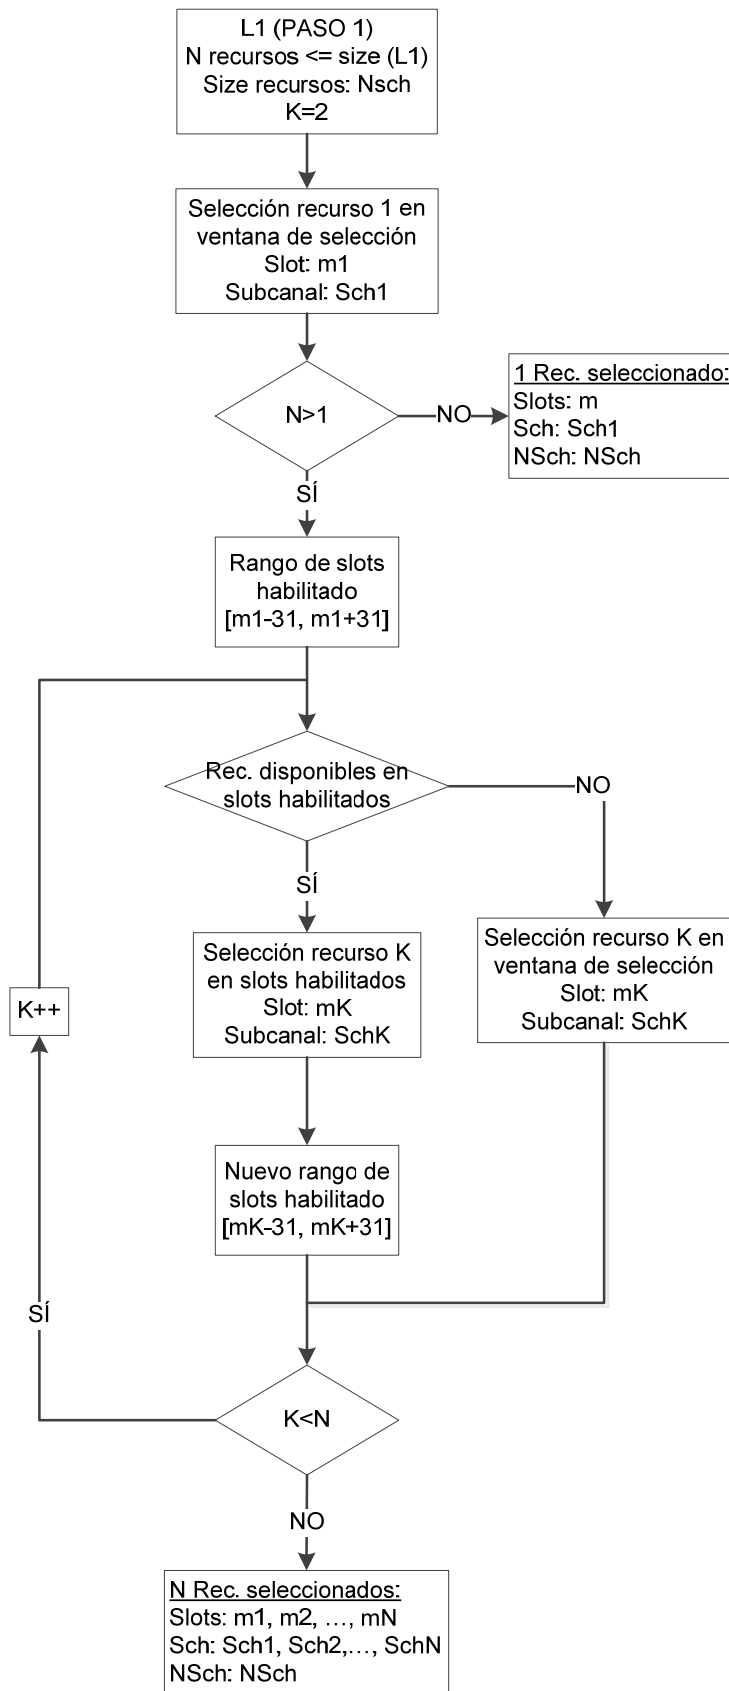 L1 (PASO 1)
N recursos <= size (L1)
Size recursos: Nsch
K=2
Selección recurso 1 en
ventana de selección
Slot: m1
Subcanal: Sch1
N>1
NO
1 Rec. seleccionado:
Slots: m
Sch: Sch1
NSch: NSch
SÍ
Rango de slots
habilitado
[m1-31, m1+31]
Rec. disponibles en
slots habilitados
NO
SÍ
Selección recurso K
en slots habilitados
Slot: mK
Subcanal: SchK
Selección recurso K en
ventana de selección
Slot: mK
Subcanal: SchK
K++
Nuevo rango de
slots habilitado
[mK-31, mK+31]
SÍ
K<N
NO
N Rec. seleccionados:
Slots: m1, m2, …, mN
Sch: Sch1, Sch2,…, SchN
NSch: NSch